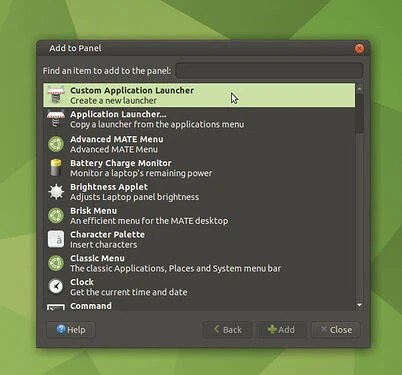 Add to Panel
Find an item to add to the panel:
Custom Application Launcher
Create a new launcher
Application Launcher...
Copy a launcher from the applications menu
Advanced MATE Menu
Advanced MATE Menu
Battery Charge Monitor
Monitor a laptop's remaining power
Brightness Applet
Adjusts Laptop panel brightness
Brisk Menu
An efficient menu for the MATE desktop
Character Palette
Insert characters
Classic Menu
The classic Applications, Places and System menu bar
Clock
Get the current time and date
Command
Help
Back
Add
Close